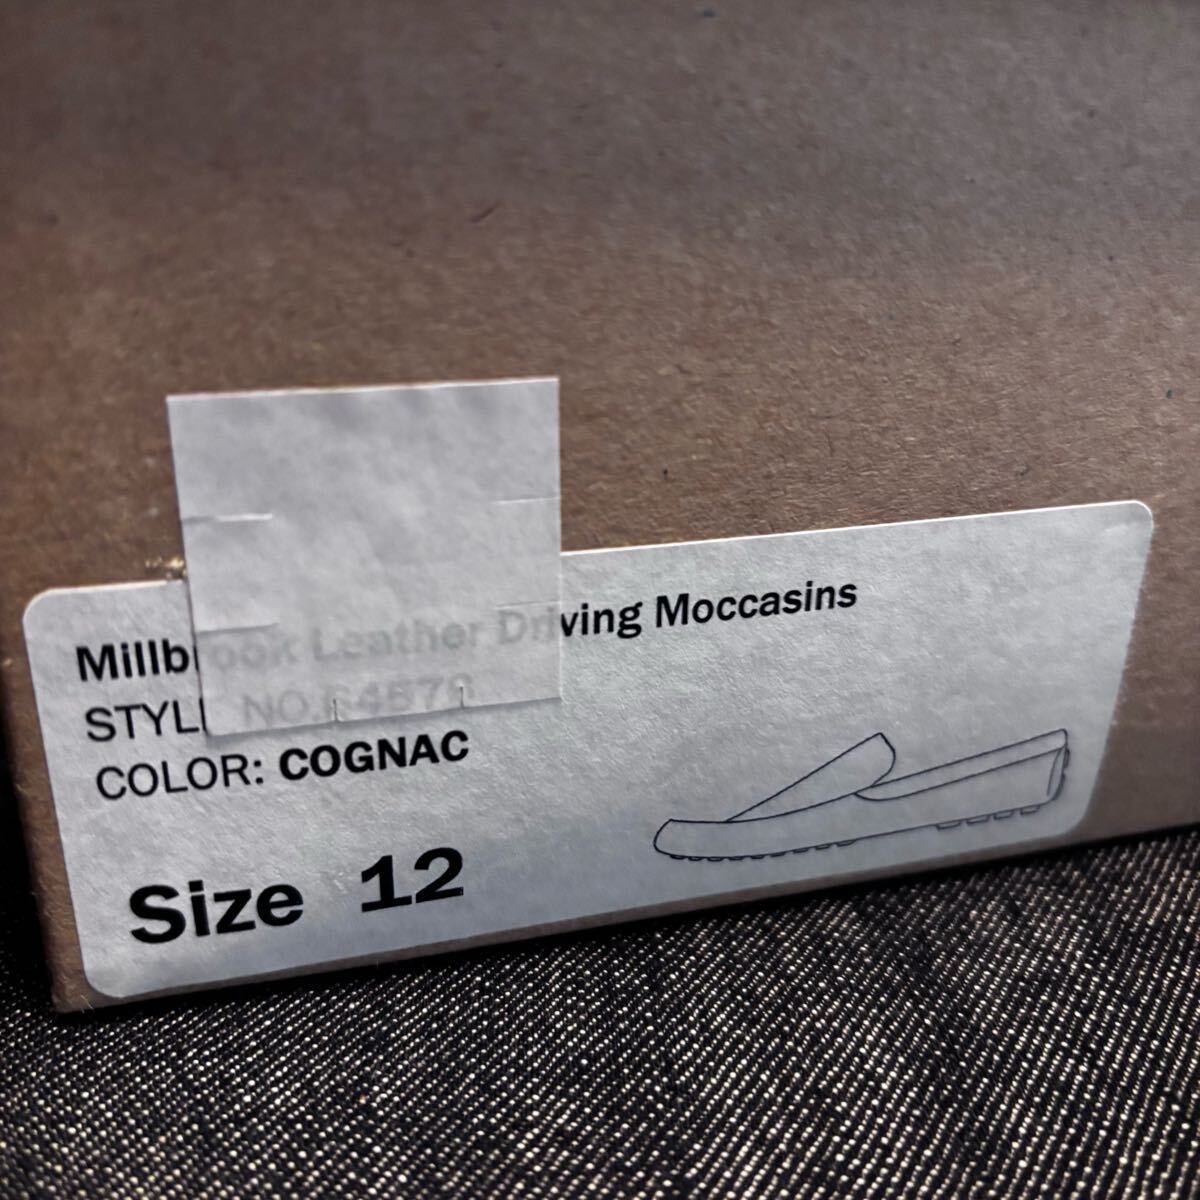 Millbrook Leather Driving Moccasins
STYLE NO.
COLOR: COGNAC
Size 12